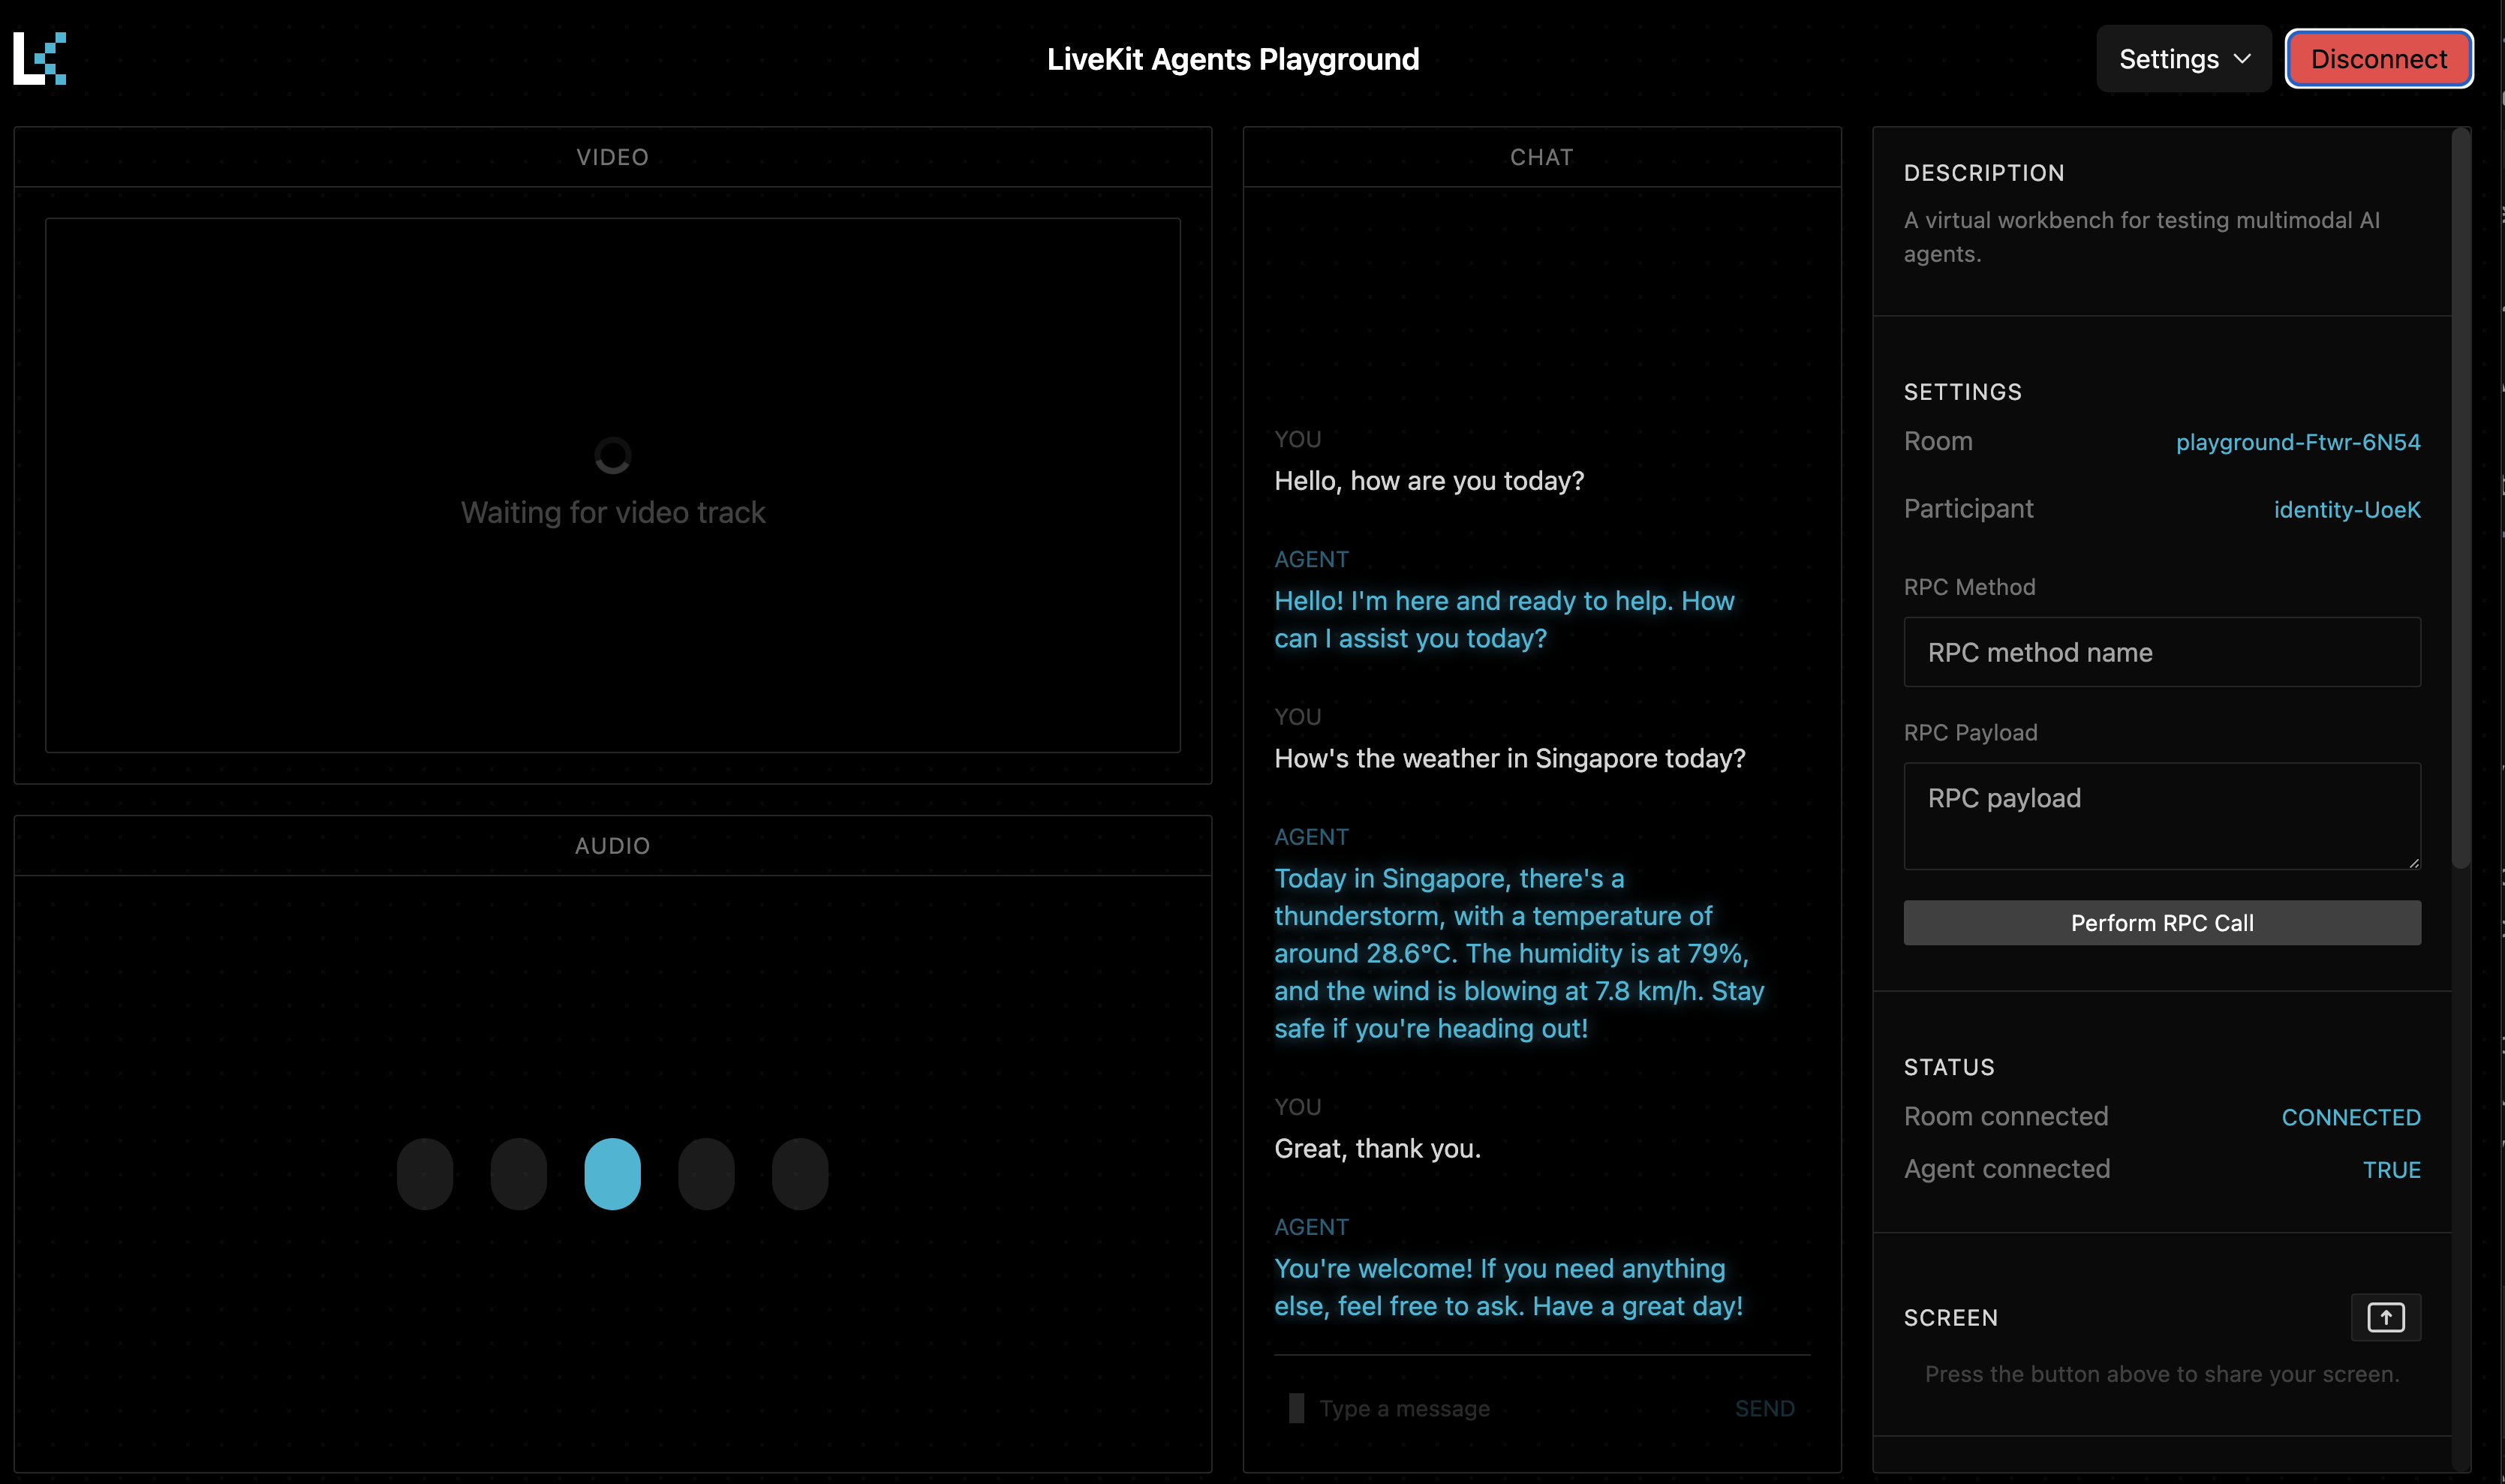 LiveKit Agents Playground
Settings
Disconnect
VIDEO
Waiting for video track
AUDIO
CHAT
YOU
Hello, how are you today?
AGENT
Hello! I'm here and ready to help. How
can I assist you today?
YOU
How's the weather in Singapore today?
AGENT
Today in Singapore, there's a
thunderstorm, with a temperature of
around 28.6°C. The humidity is at 79%,
and the wind is blowing at 7.8 km/h. Stay
safe if you're heading out!
YOU
Great, thank you.
AGENT
You're welcome! If you need anything
else, feel free to ask. Have a great day!
Type a message
SEND
DESCRIPTION
A virtual workbench for testing multimodal AI
agents.
SETTINGS
Room playground-Ftwr-6N54
Participant identity-UoeK
RPC Method
RPC method name
RPC Payload
RPC payload
Perform RPC Call
STATUS
Room connected CONNECTED
Agent connected TRUE
SCREEN
Press the button above to share your screen.